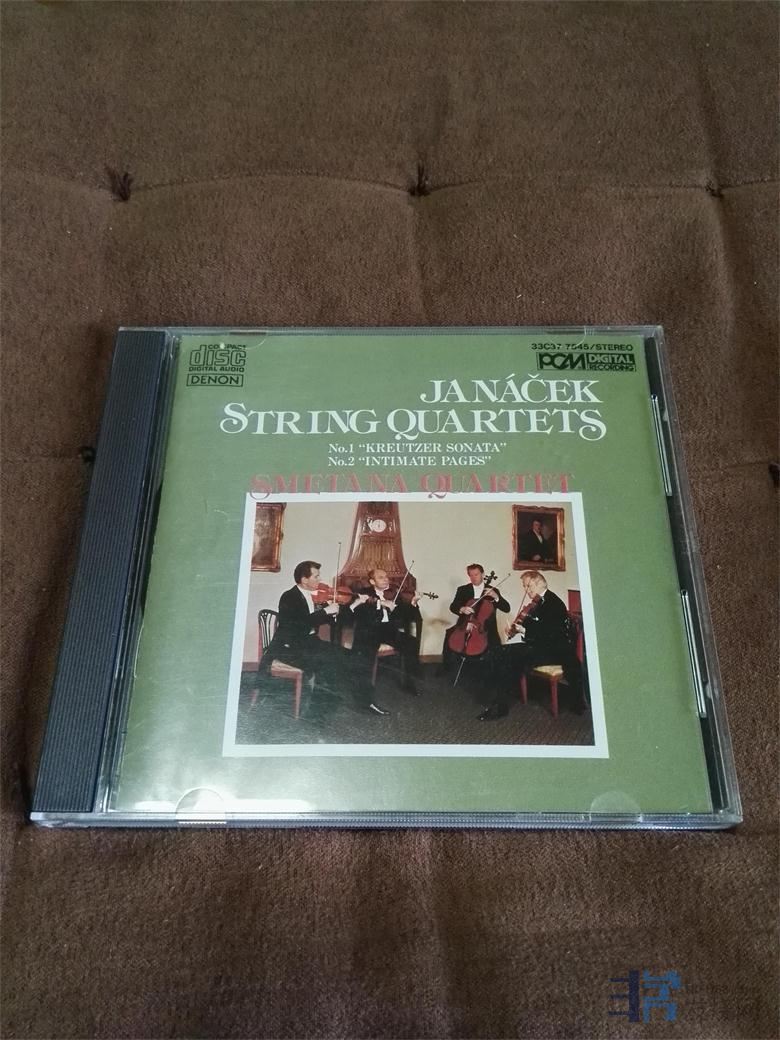 COMPACT
disc
DIGITAL AUDIO
DENON
33C37-7545/STEREO
PCM DIGITAL
RECORDING
JANÁČEK
STRING QUARTETS
No.1 “KREUTZER SONATA”
No.2 “INTIMATE PAGES”
SMETANA QUARTET